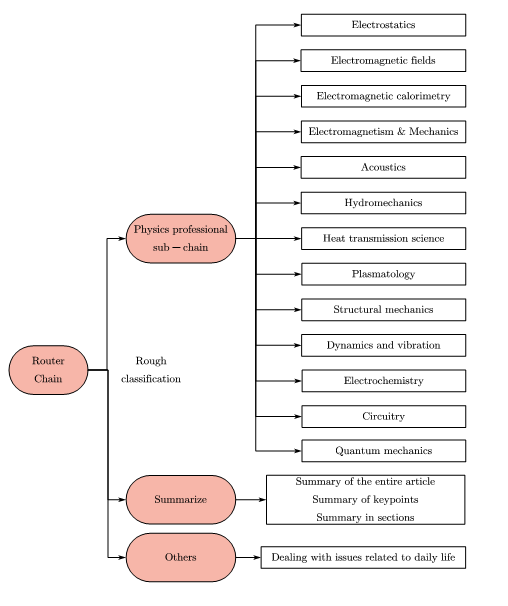 Electrostatics
Electromagnetic fields
Electromagnetic calorimetry
Electromagnetism & Mechanics
Acoustics
Hydromechanics
Physics professional
sub – chain
Heat transmission science
Plasmatology
Structural mechanics
Dynamics and vibration
Router
Chain
Rough
classification
Electrochemistry
Circuitry
Quantum mechanics
Summarize
Summary of the entire article
Summary of keypoints
Summary in sections
Others
Dealing with issues related to daily life